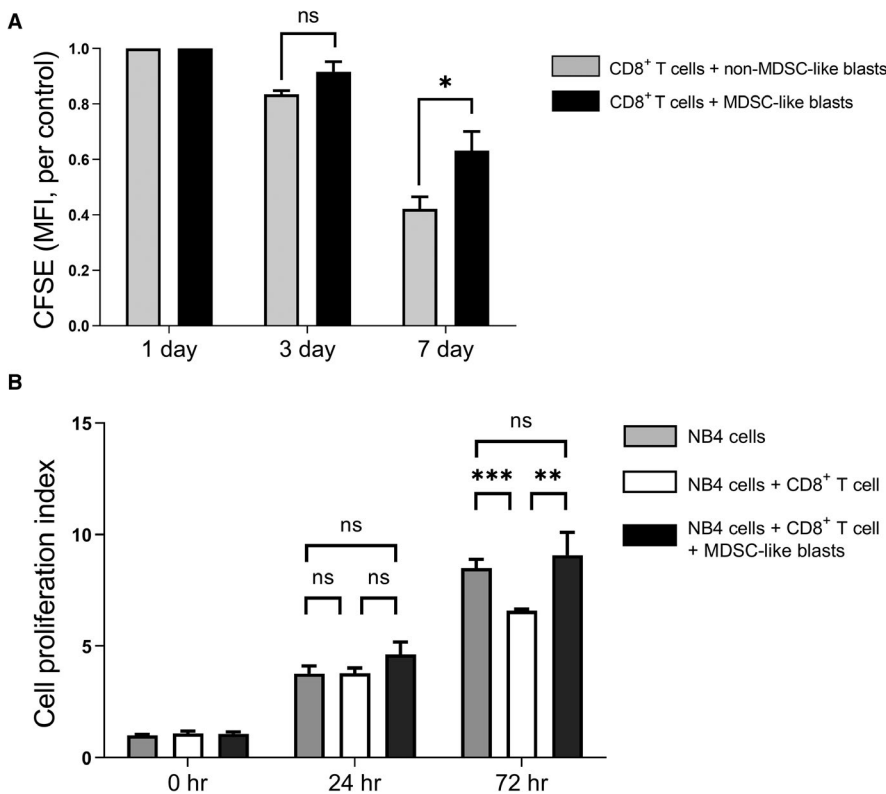 A
CFSE (MFI, per control)
1.0
0.8
0.6
0.4
0.2
0.0
ns
*
1 day
3 day
7 day
CD8⁺ T cells + non-MDSC-like blasts
CD8⁺ T cells + MDSC-like blasts
B
Cell proliferation index
15
10
5
0
ns
ns
ns
ns
***
**
0 hr
24 hr
72 hr
NB4 cells
NB4 cells + CD8⁺ T cell
NB4 cells + CD8⁺ T cell
+ MDSC-like blasts